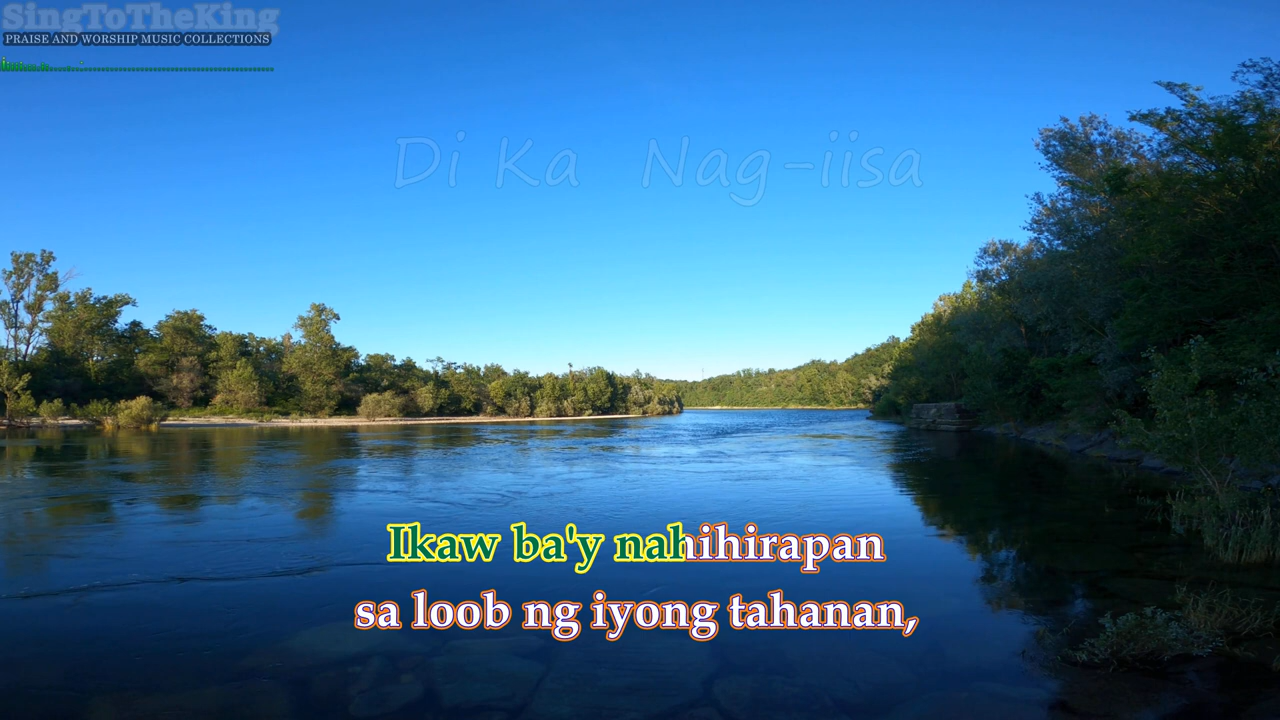 SingToTheKing
PRAISE AND WORSHIP MUSIC COLLECTIONS
Di Ka Nag-iisa
Ikaw ba'y nahihirapan
sa loob ng iyong tahanan,